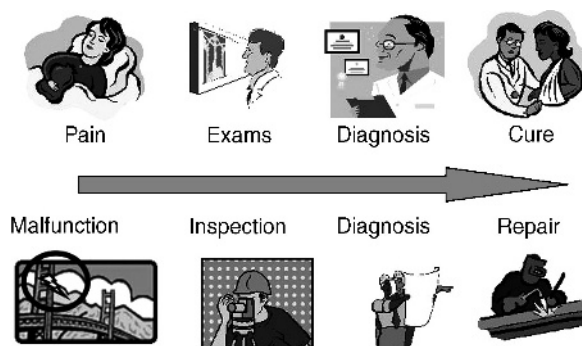 Pain Exams Diagnosis Cure
Malfunction Inspection Diagnosis Repair